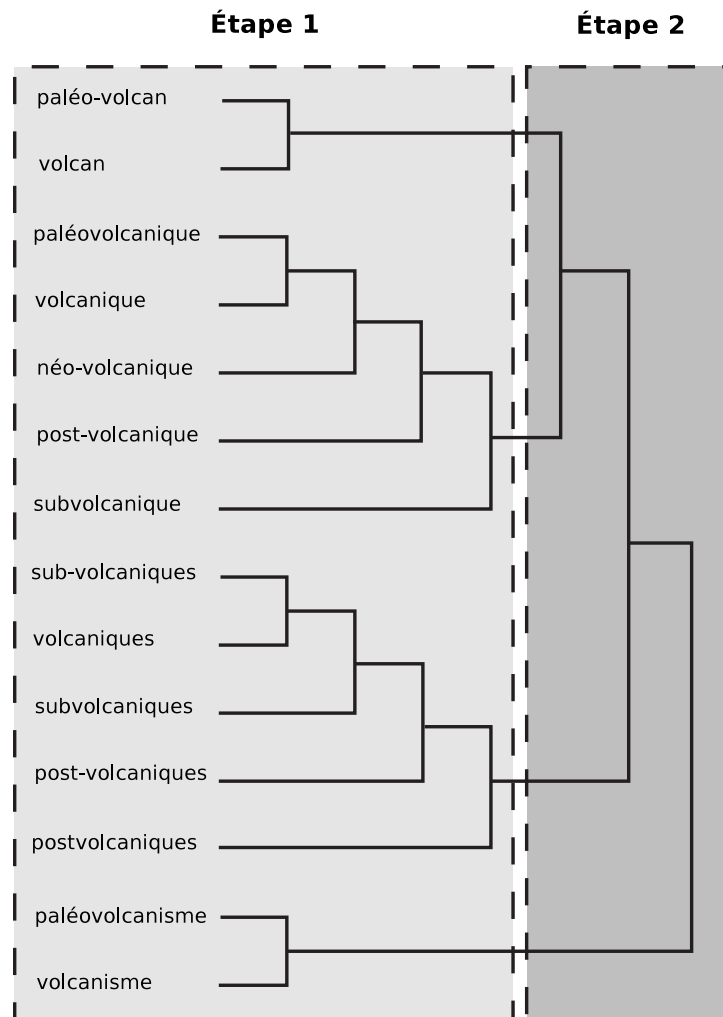 Étape 1
Étape 2
paléo-volcan
volcan
paléovolcanique
volcanique
néo-volcanique
post-volcanique
subvolcanique
sub-volcaniques
volcaniques
subvolcaniques
post-volcaniques
postvolcaniques
paléovolcanisme
volcanisme